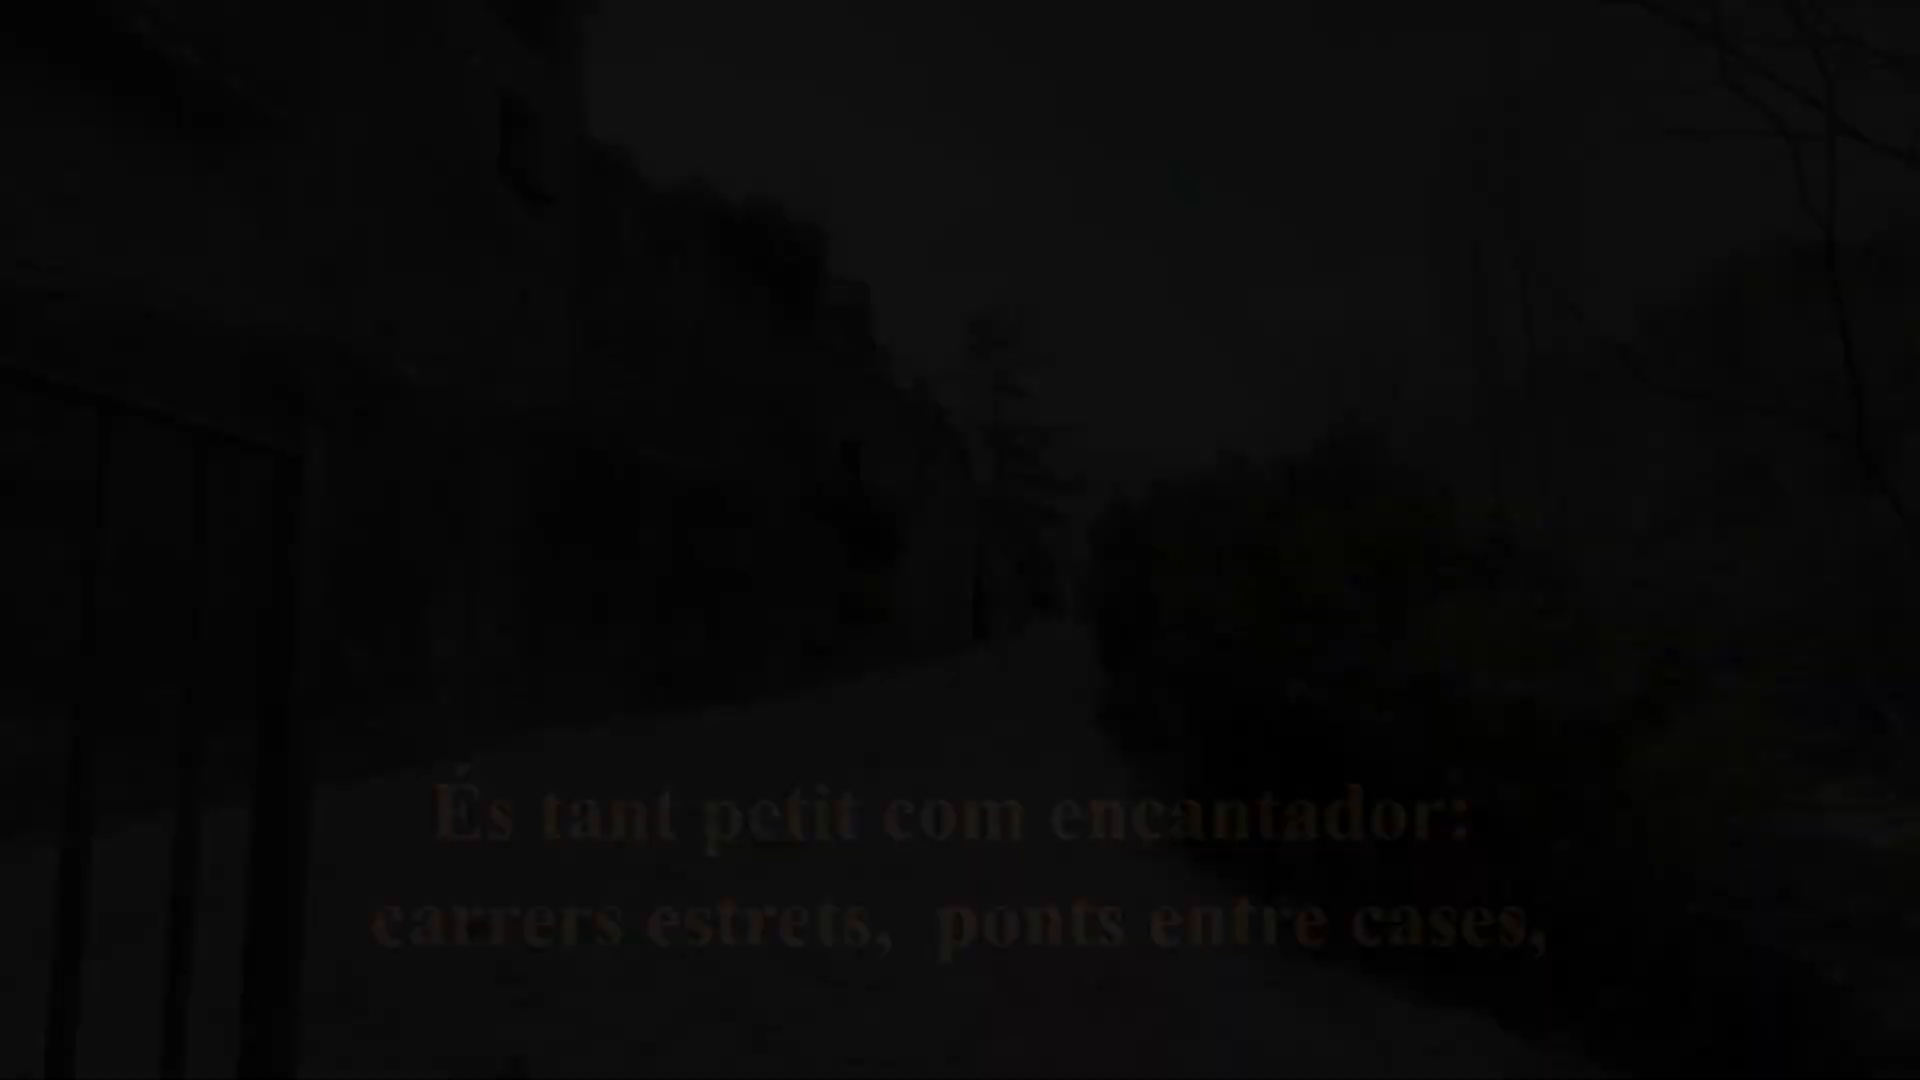 És tant petit com encantador:
carrers estrets,  ponts entre cases,